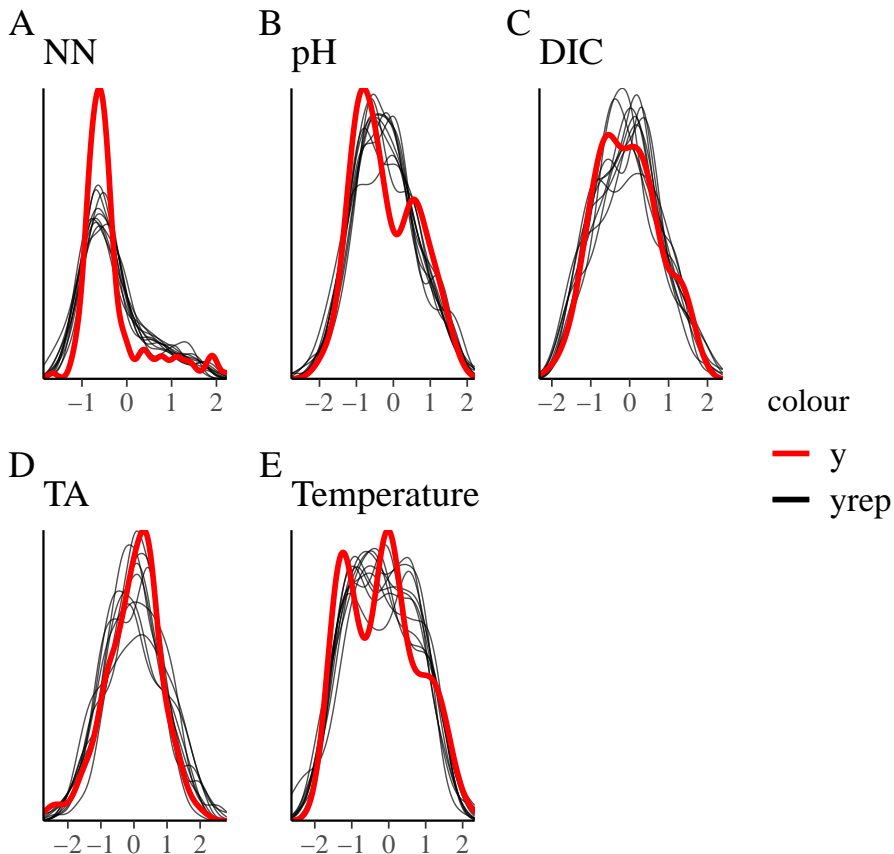 A
NN
−1 0 1 2
B
pH
−2 −1 0 1 2
C
DIC
−2 −1 0 1 2
D
TA
−2 −1 0 1 2
E
Temperature
−2 −1 0 1 2
colour
y
yrep